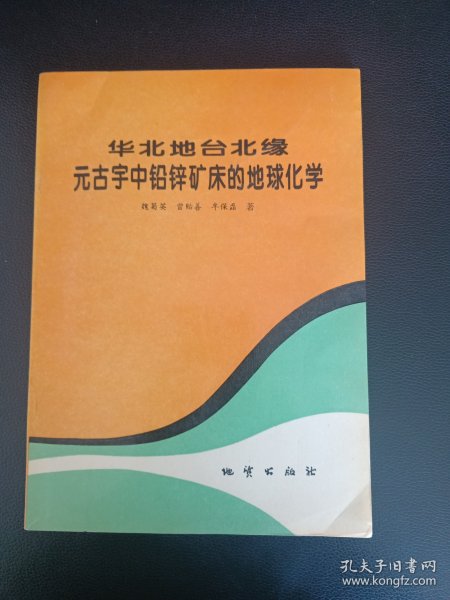 华北地台北缘
元古宇中铅锌矿床的地球化学
魏菊英 曾贻善 牟保磊 著
地质出版社
孔夫子旧书网
www.kongfz.com